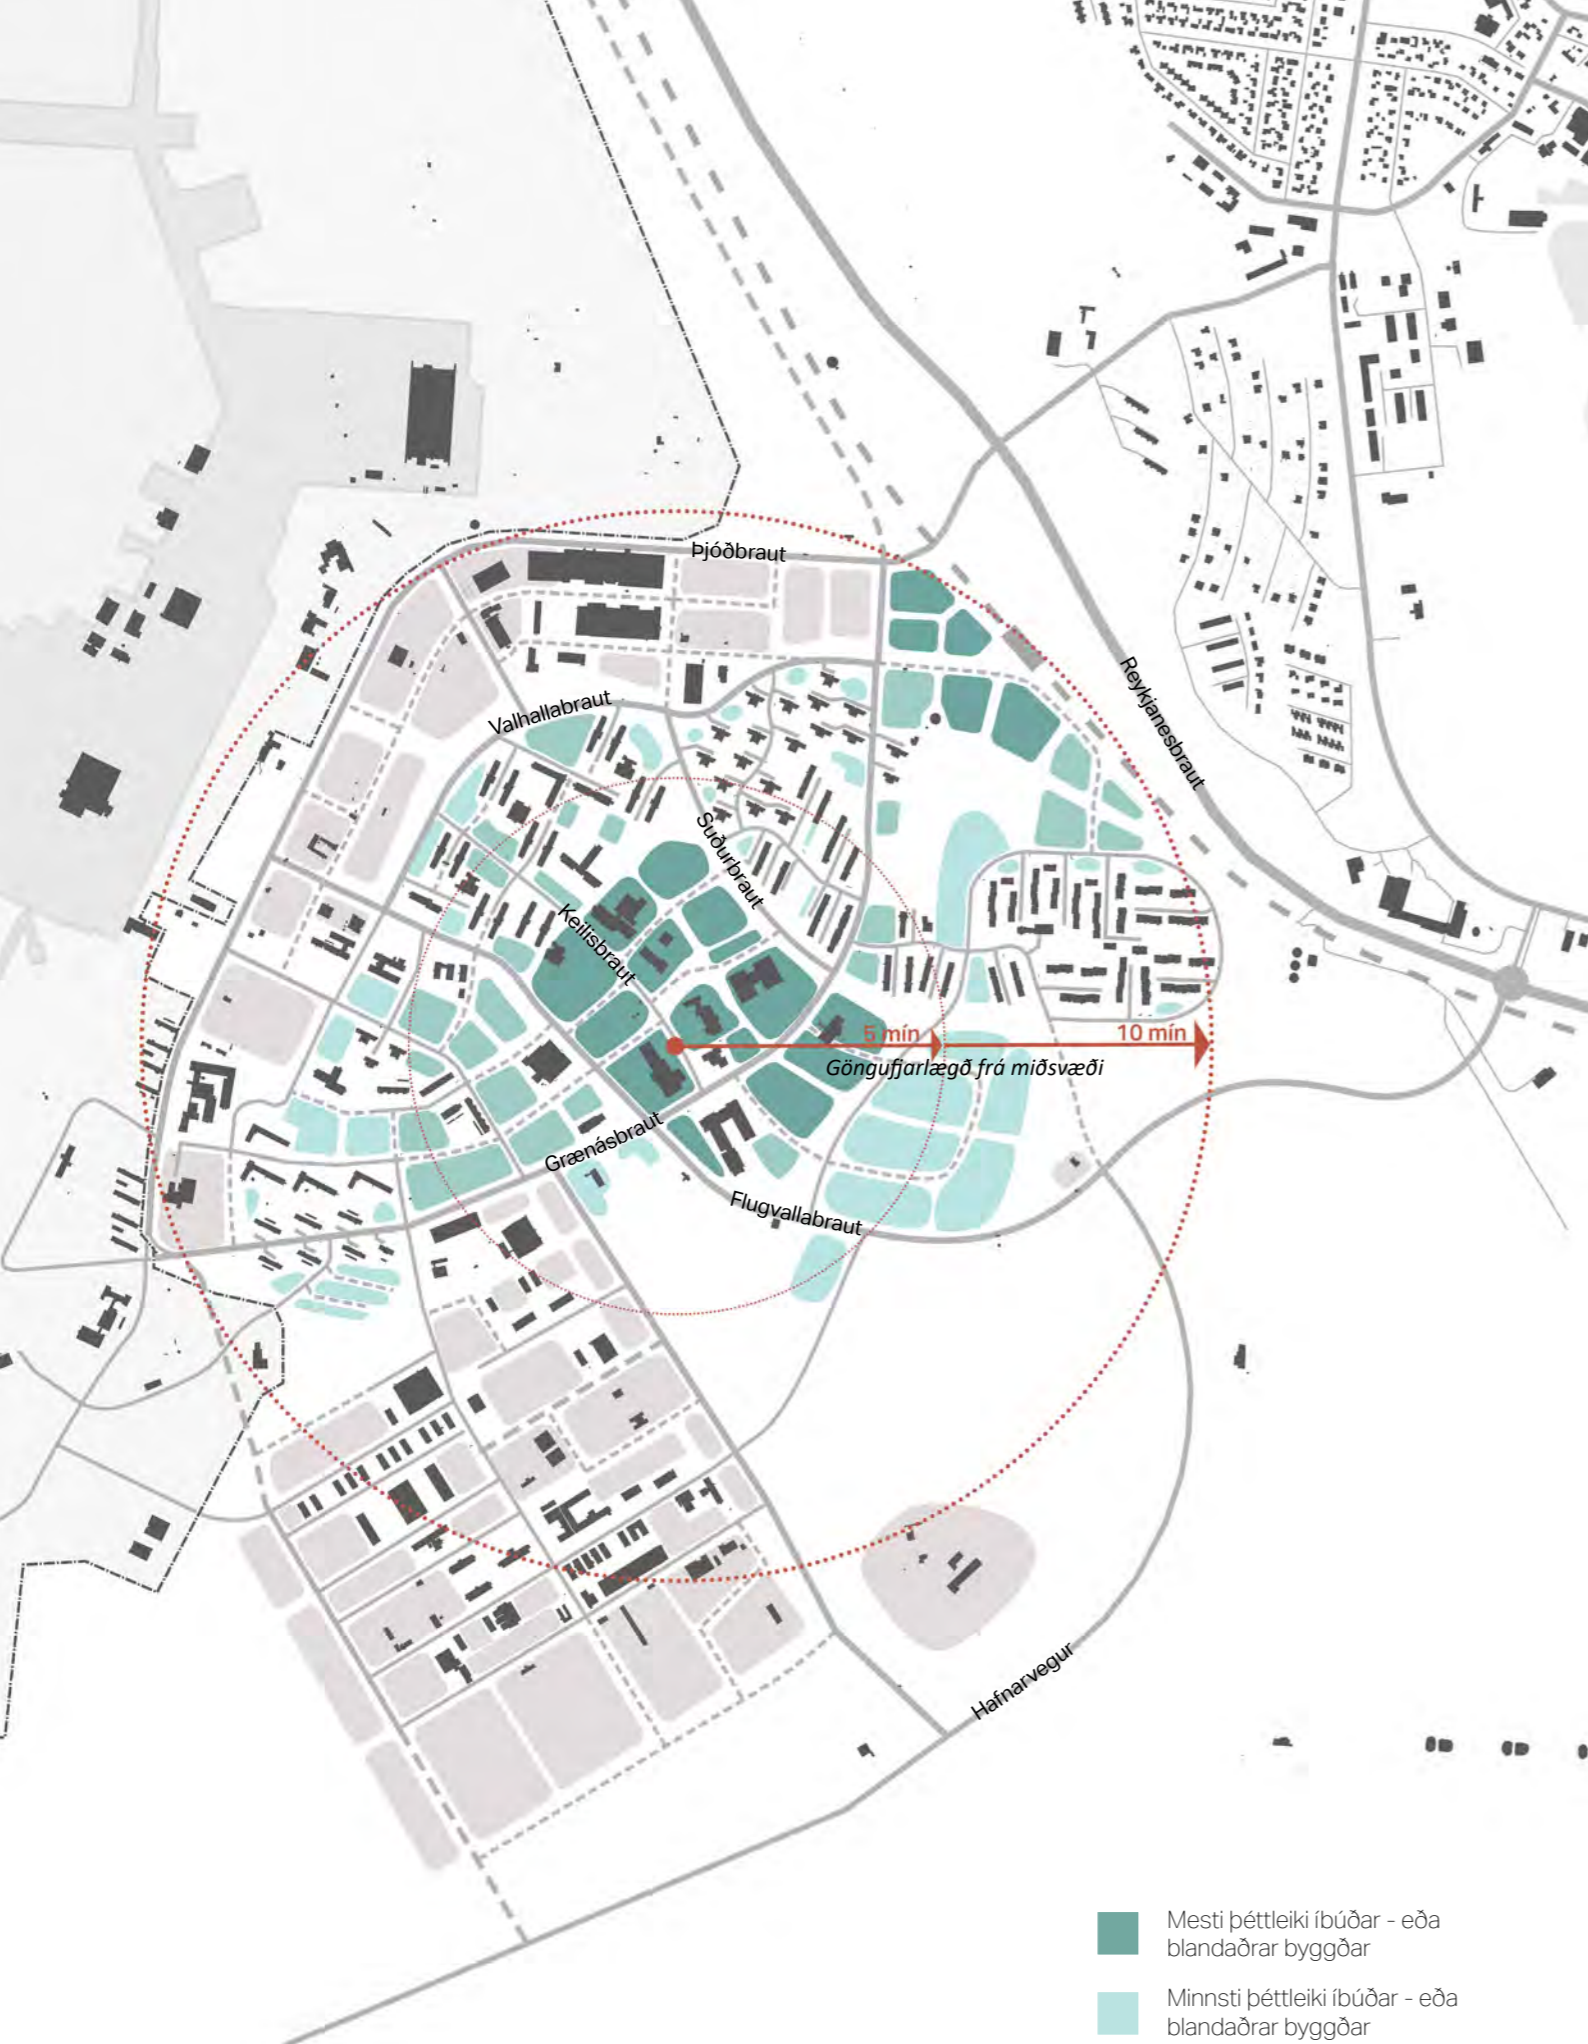 Þjóðbraut
Reykjanesbraut
Valhallabraut
Suðurbraut
Keilisbraut
5 mín
10 mín
Göngufjarlægð frá miðsvæði
Grænásbraut
Flugvallabraut
Hafnarvegur
Mesti þéttleiki íbúðar - eða
blandaðrar byggðar
Minnsti þéttleiki íbúðar - eða
blandaðrar byggðar